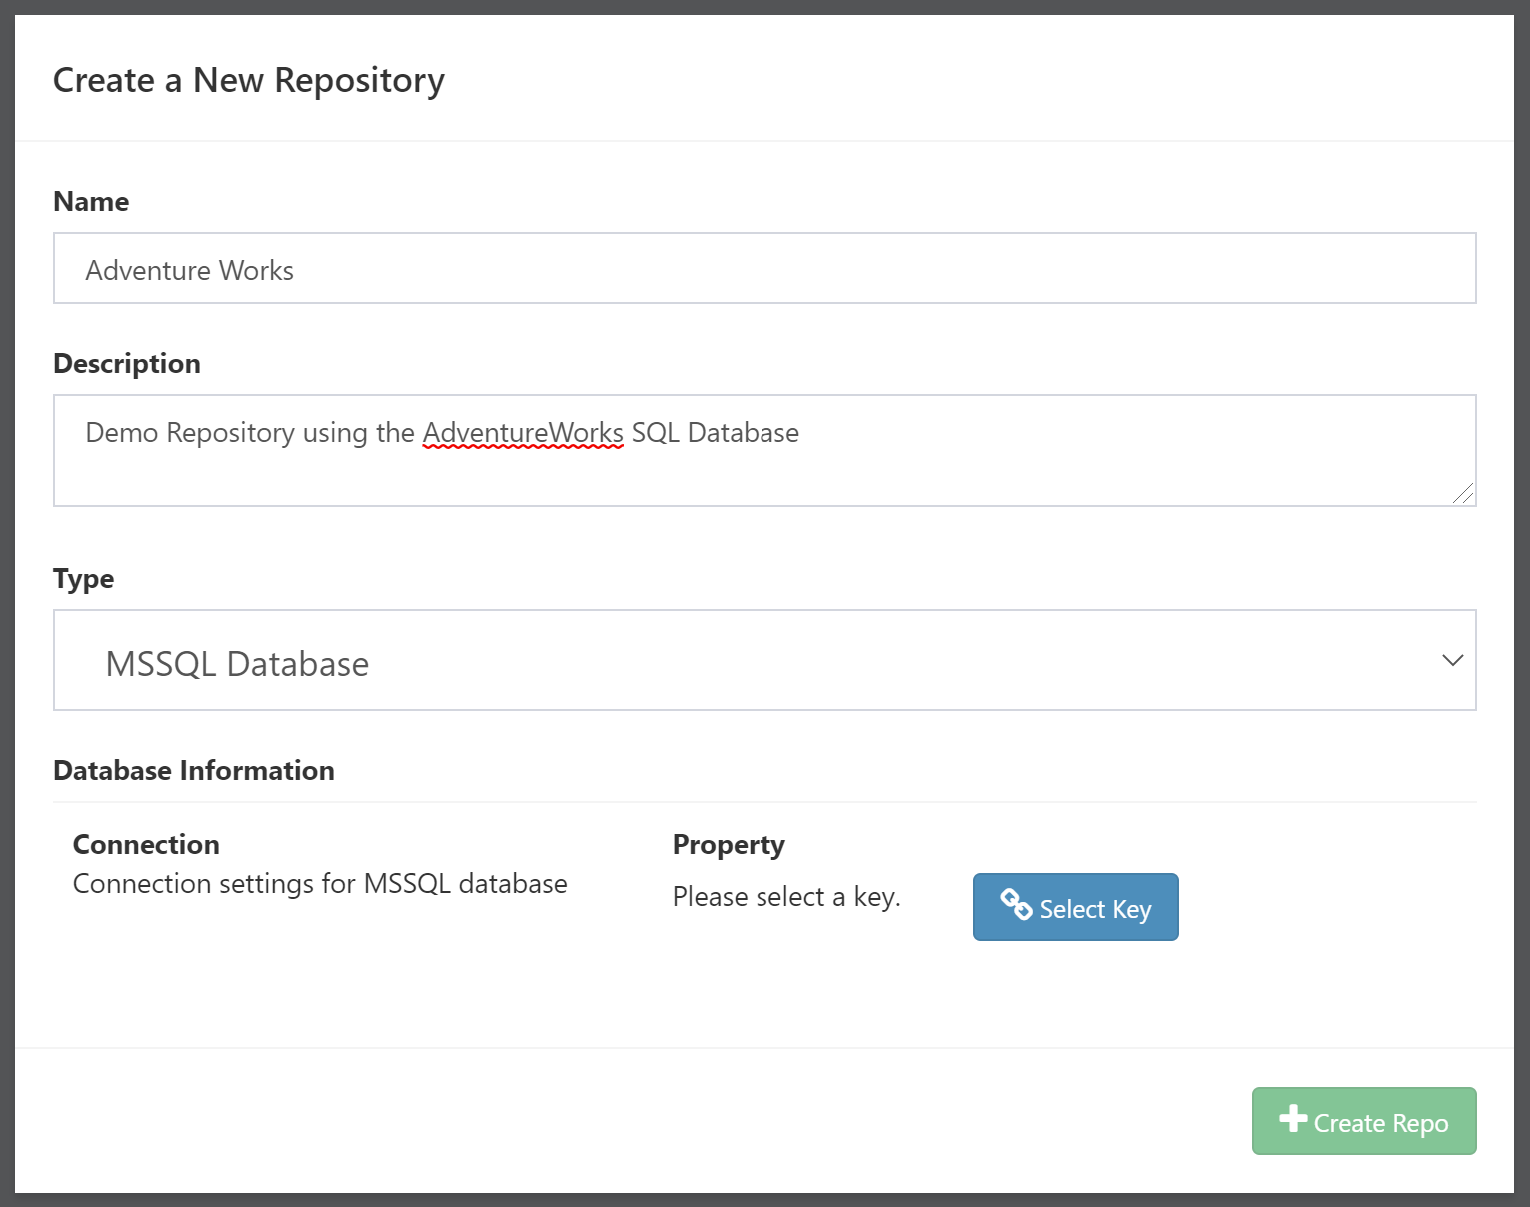 Create a New Repository
Name
Adventure Works
Description
Demo Repository using the AdventureWorks SQL Database
Type
MSSQL Database
Database Information
Connection
Connection settings for MSSQL database
Property
Please select a key.
Select Key
Create Repo